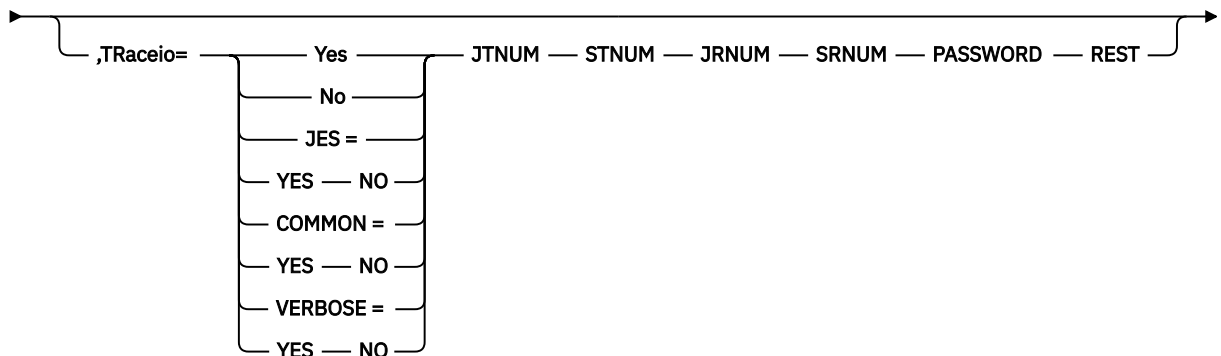 ,TRaceio= Yes JTNUM STNUM JRNUM SRNUM PASSWORD REST
No
JES =
YES NO
COMMON =
YES NO
VERBOSE =
YES NO